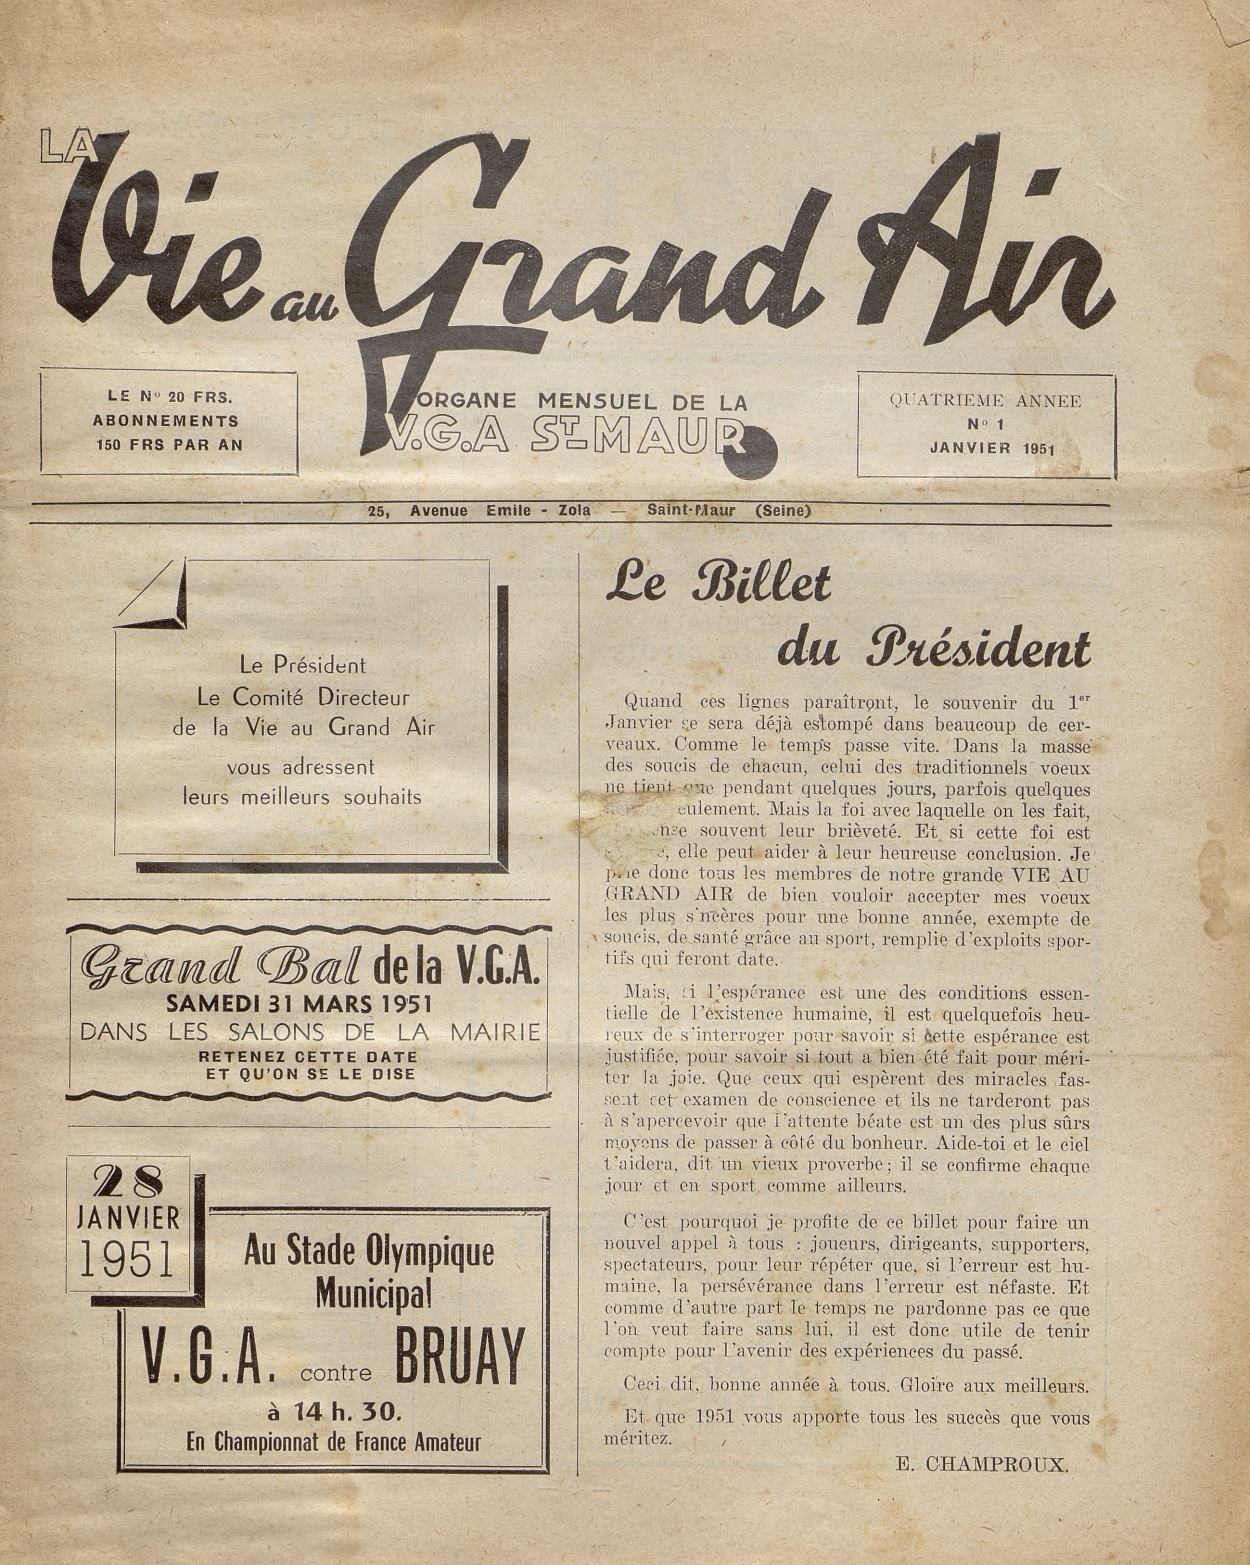 LA
Vie au Grand Air
LE No 20 FRS.
ABONNEMENTS
150 FRS PAR AN
ORGANE MENSUEL DE LA
V.G.A ST-MAUR
QUATRIEME ANNEE
No 1
JANVIER 1951
25, Avenue Emile - Zola — Saint-Maur (Seine)
Le Président
Le Comité Directeur
de la Vie au Grand Air
vous adressent
leurs meilleurs souhaits
Grand Bal de la V.G.A.
SAMEDI 31 MARS 1951
DANS LES SALONS DE LA MAIRIE
RETENEZ CETTE DATE
ET QU'ON SE LE DISE
28
JANVIER
1951
Au Stade Olympique
Municipal
V.G.A. contre BRUAY
à 14 h. 30.
En Championnat de France Amateur
Le Billet
du Président
Quand ces lignes paraîtront, le souvenir du 1er
Janvier se sera déjà estompé dans beaucoup de cer-
veaux. Comme le temps passe vite. Dans la masse
des soucis de chacun, celui des traditionnels voeux
ne tient que pendant quelques jours, parfois quelques
eulement. Mais la foi avec laquelle on les fait,
souvent leur brièveté. Et si cette foi est
, elle peut aider à leur heureuse conclusion. Je
prie donc tous les membres de notre grande VIE AU
GRAND AIR de bien vouloir accepter mes voeux
les plus sincères pour une bonne année, exempte de
soucis, de santé grâce au sport, remplie d'exploits spor-
tifs qui feront date.
Mais, si l'espérance est une des conditions essen-
tielle de l'existence humaine, il est quelquefois heu-
reux de s'interroger pour savoir si cette espérance est
justifiée, pour savoir si tout a bien été fait pour méri-
ter la joie. Que ceux qui espèrent des miracles fas-
sent cet examen de conscience et ils ne tarderont pas
à s'apercevoir que l'attente béate est un des plus sûrs
moyens de passer à côté du bonheur. Aide-toi et le ciel
t'aidera, dit un vieux proverbe ; il se confirme chaque
jour et en sport comme ailleurs.
C'est pourquoi je profite de ce billet pour faire un
nouvel appel à tous : joueurs, dirigeants, supporters,
spectateurs, pour leur répéter que, si l'erreur est hu-
maine, la persévérance dans l'erreur est néfaste. Et
comme d'autre part le temps ne pardonne pas ce que
l'on veut faire sans lui, il est donc utile de tenir
compte pour l'avenir des expériences du passé.
Ceci dit, bonne année à tous. Gloire aux meilleurs.
Et que 1951 vous apporte tous les succès que vous
méritez.
E. CHAMPROUX.